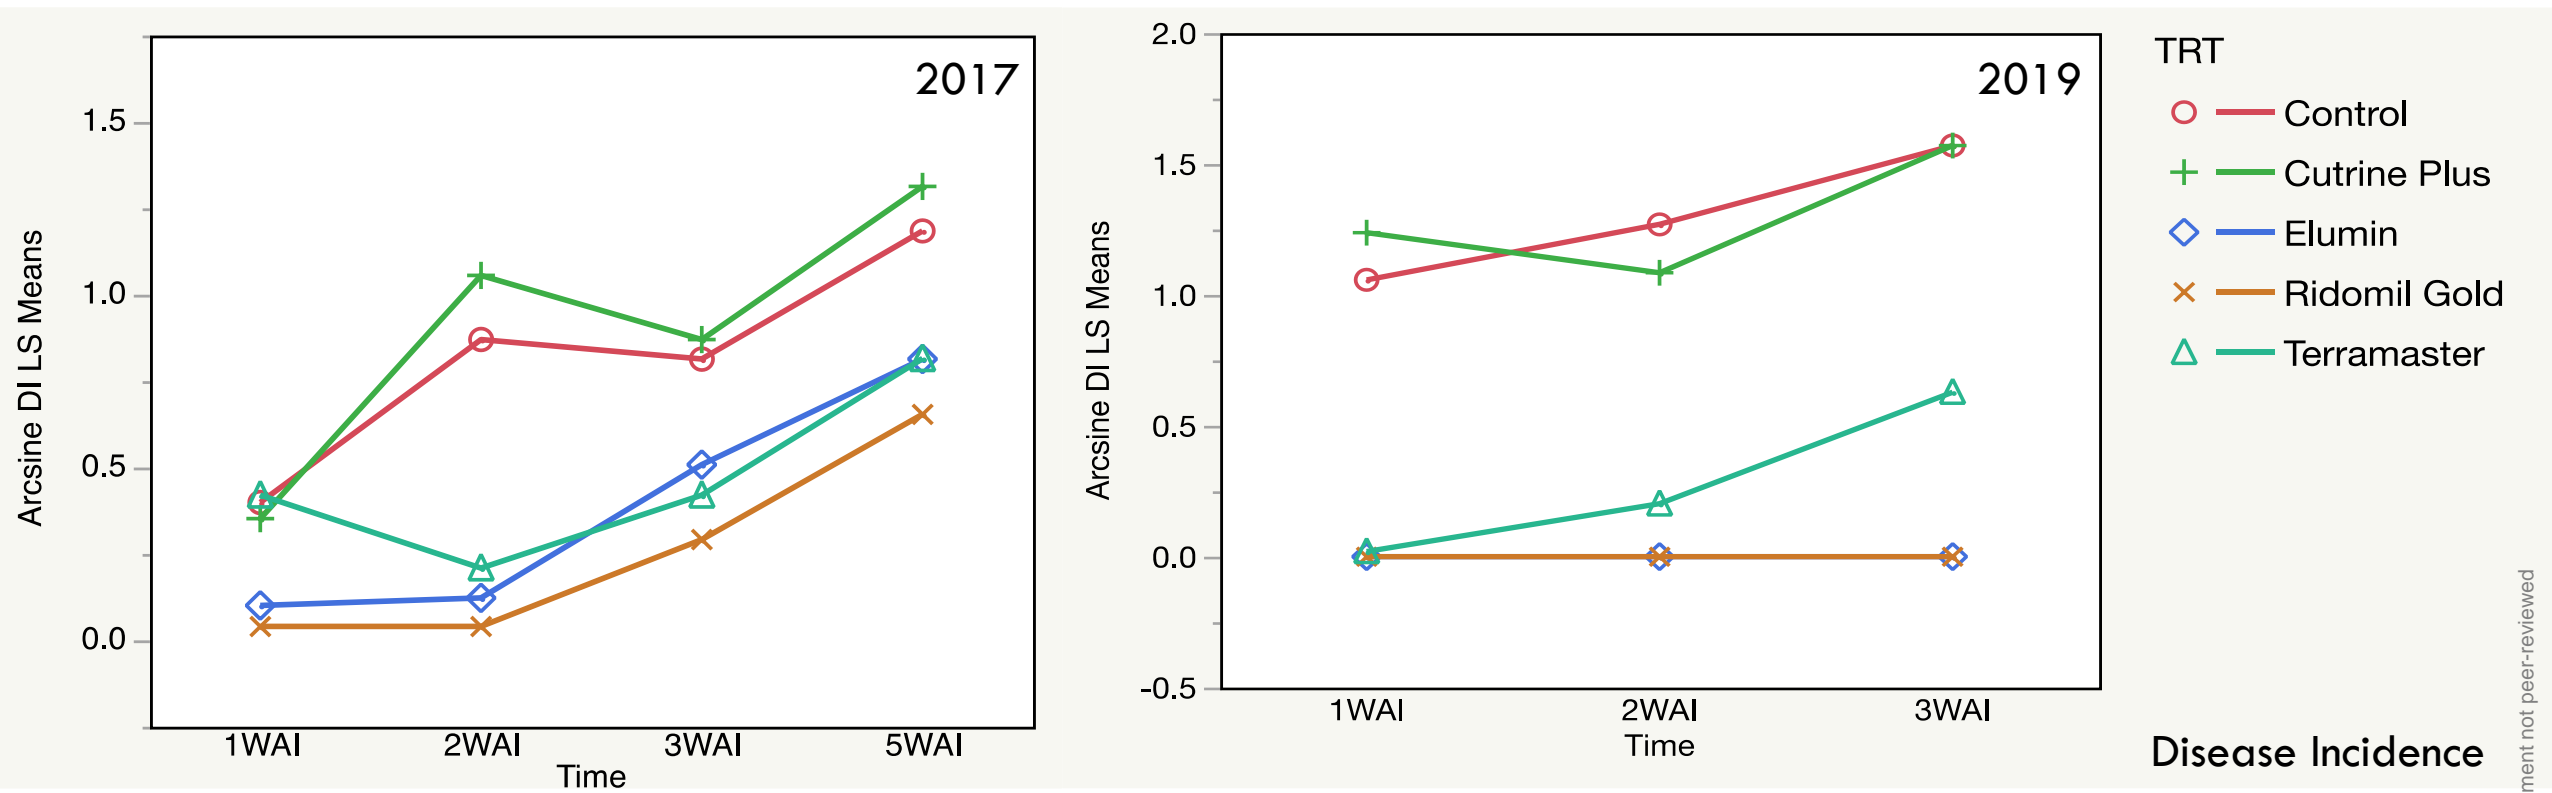 2017
1.5
1.0
0.5
0.0
Arcsine DI LS Means
1WAI
2WAI
3WAI
5WAI
Time
2019
2.0
1.5
1.0
0.5
0.0
-0.5
Arcsine DI LS Means
1WAI
2WAI
3WAI
Time
TRT
Control
Cutrine Plus
Elumin
Ridomil Gold
Terramaster
Disease Incidence
ment not peer-reviewed